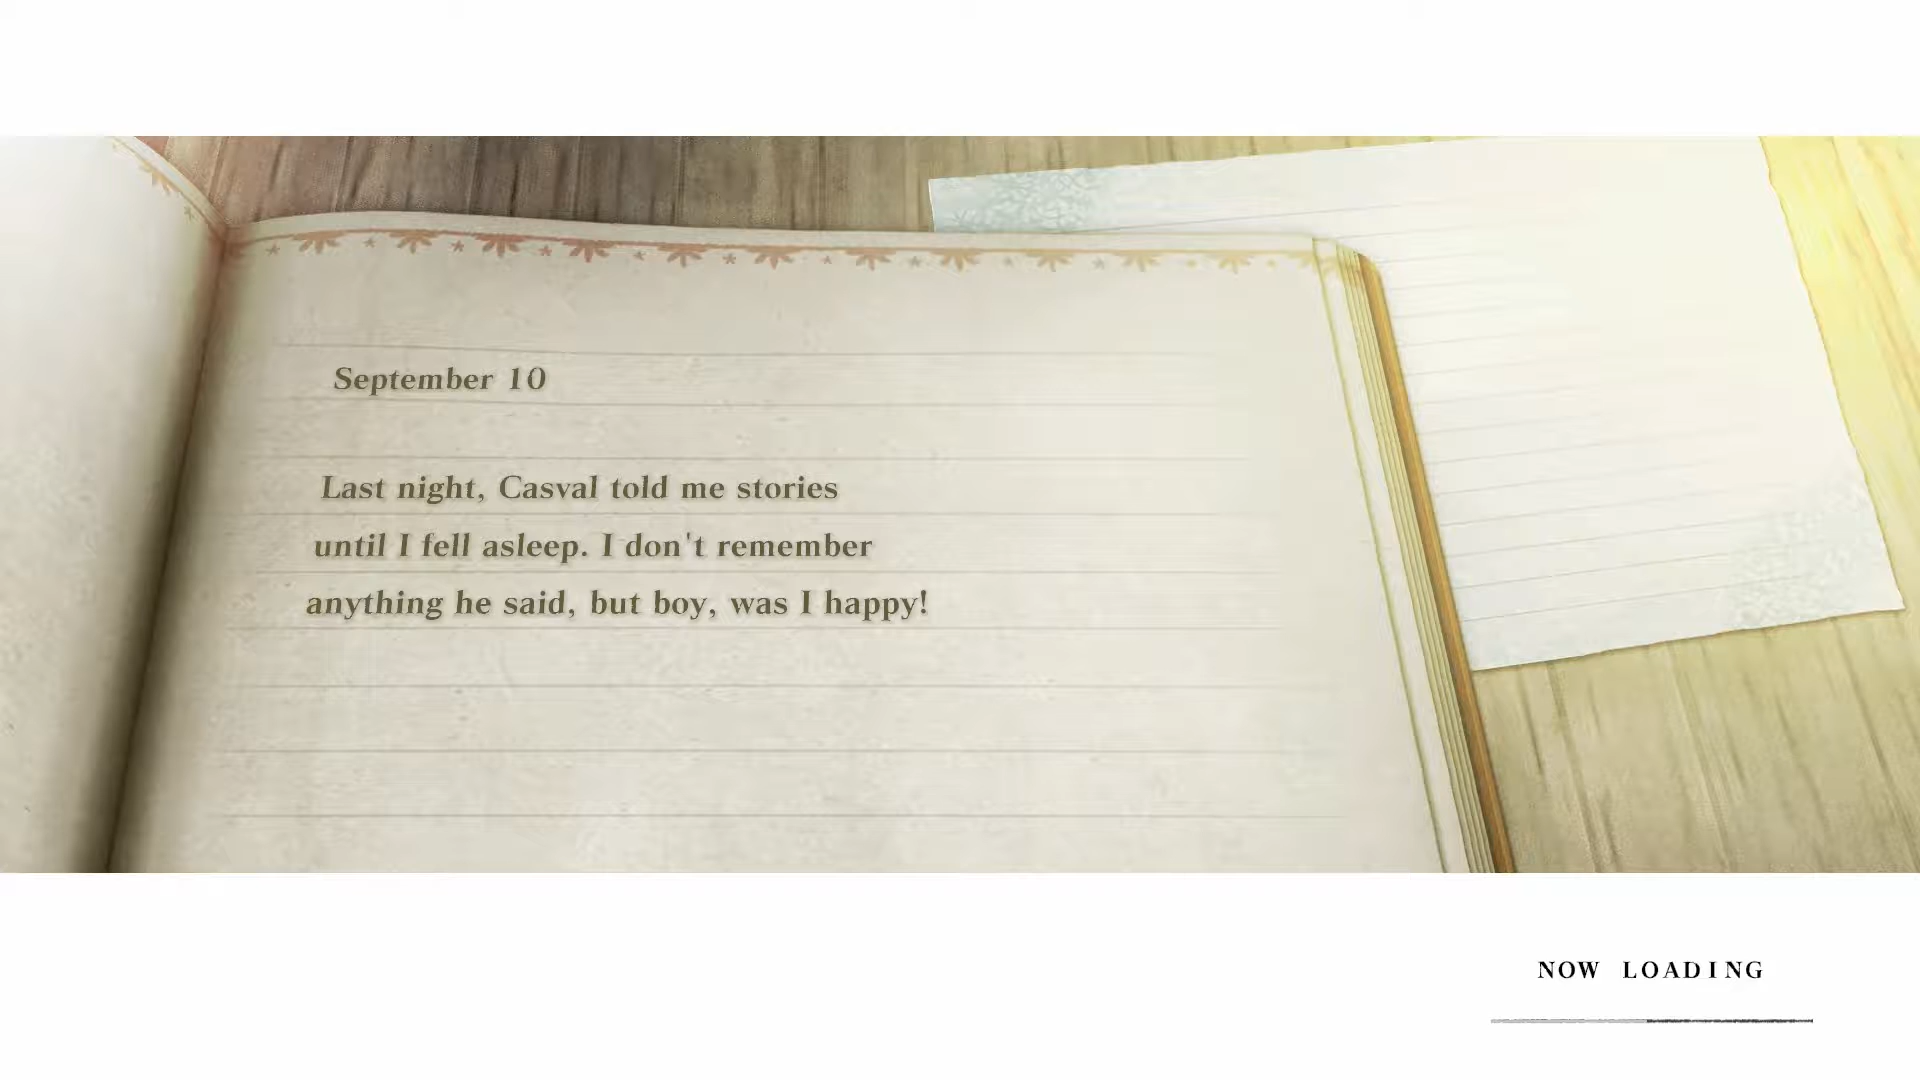 September 10
Last night, Casval told me stories
until I fell asleep. I don't remember
anything he said, but boy, was I happy!
NOW LOADING